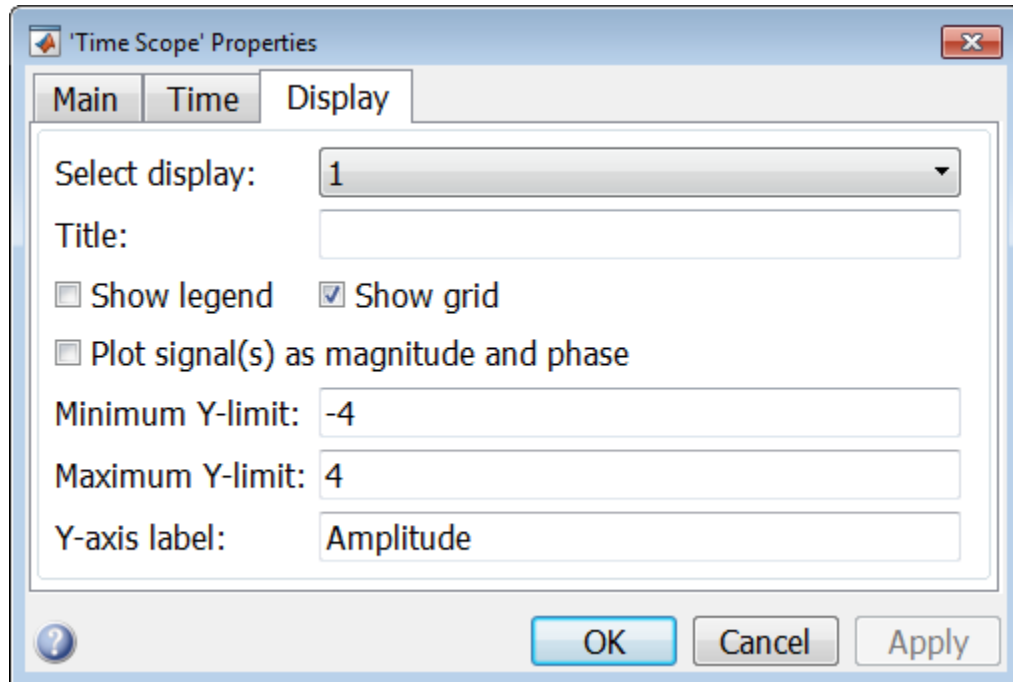 'Time Scope' Properties
Main Time Display
Select display: 1
Title:
Show legend Show grid
Plot signal(s) as magnitude and phase
Minimum Y-limit: -4
Maximum Y-limit: 4
Y-axis label: Amplitude
? OK Cancel Apply